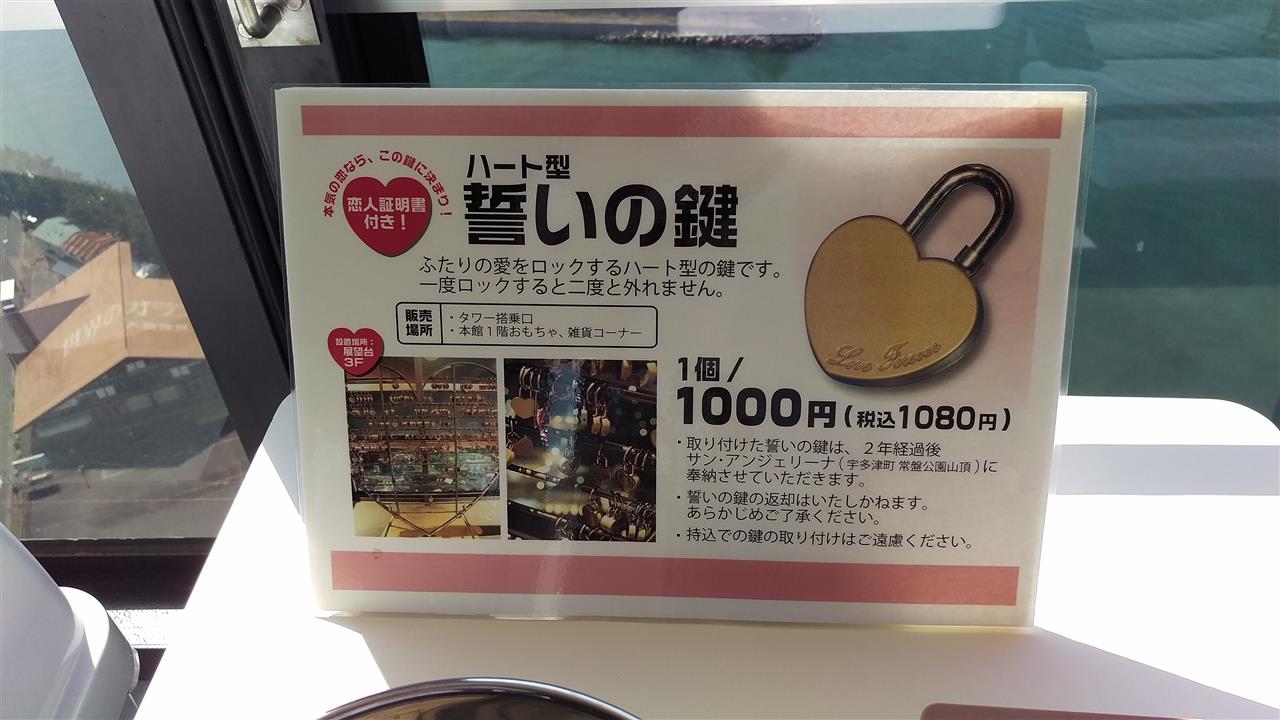 本気の恋なら、この鍵に決まり！
恋人証明書
付き！
ハート型
誓いの鍵
ふたりの愛をロックするハート型の鍵です。
一度ロックすると二度と外れません。
販売
場所
・タワー搭乗口
・本館１階おもちゃ、雑貨コーナー
設置場所：
展望台
3F
Love Tower
1個/
1000円(税込1080円)
・取り付けた誓いの鍵は、２年経過後
サン・アンジェリーナ(宇多津町 常盤公園山頂)に
奉納させていただきます。
・誓いの鍵の返却はいたしかねます。
あらかじめご了承ください。
・持込での鍵の取り付けはご遠慮ください。